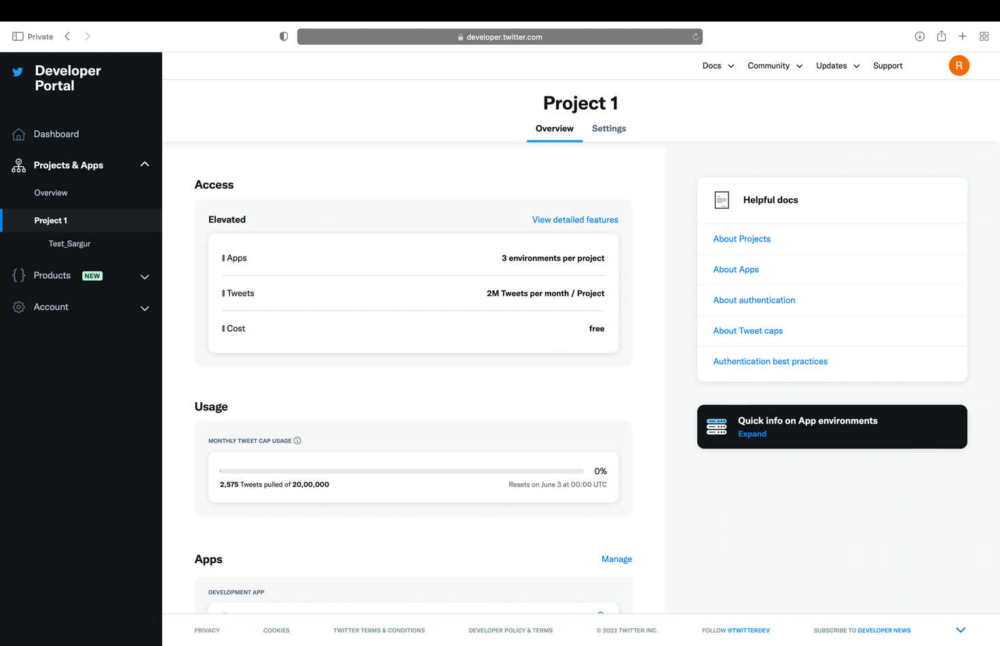 Private
developer.twitter.com
Developer
Portal
Docs
Community
Updates
Support
R
Project 1
Overview
Settings
Dashboard
Projects & Apps
Overview
Project 1
Test_Sargur
Products NEW
Account
Access
Elevated
View detailed features
Apps
3 environments per project
Tweets
2M Tweets per month / Project
Cost
free
Usage
MONTHLY TWEET CAP USAGE
0%
2,575 Tweets pulled of 20,00,000
Resets on June 3 at 00:00 UTC
Apps
Manage
DEVELOPMENT APP
Helpful docs
About Projects
About Apps
About authentication
About Tweet caps
Authentication best practices
Quick info on App environments
Expand
PRIVACY
COOKIES
TWITTER TERMS & CONDITIONS
DEVELOPER POLICY & TERMS
© 2022 TWITTER INC.
FOLLOW @TWITTERDEV
SUBSCRIBE TO DEVELOPER NEWS